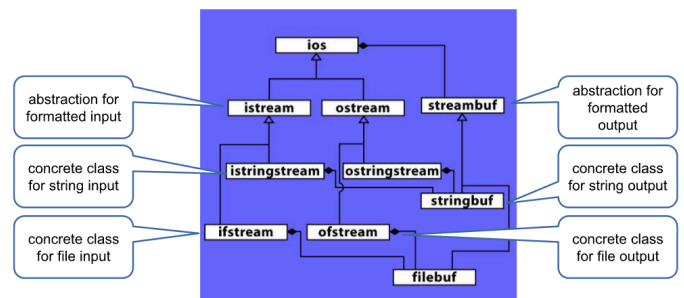 ios
abstraction for
formatted input
istream
ostream
streambuf
abstraction for
formatted
output
concrete class
for string input
istringstream
ostringstream
concrete class
for string output
stringbuf
concrete class
for file input
ifstream
ofstream
concrete class
for file output
filebuf